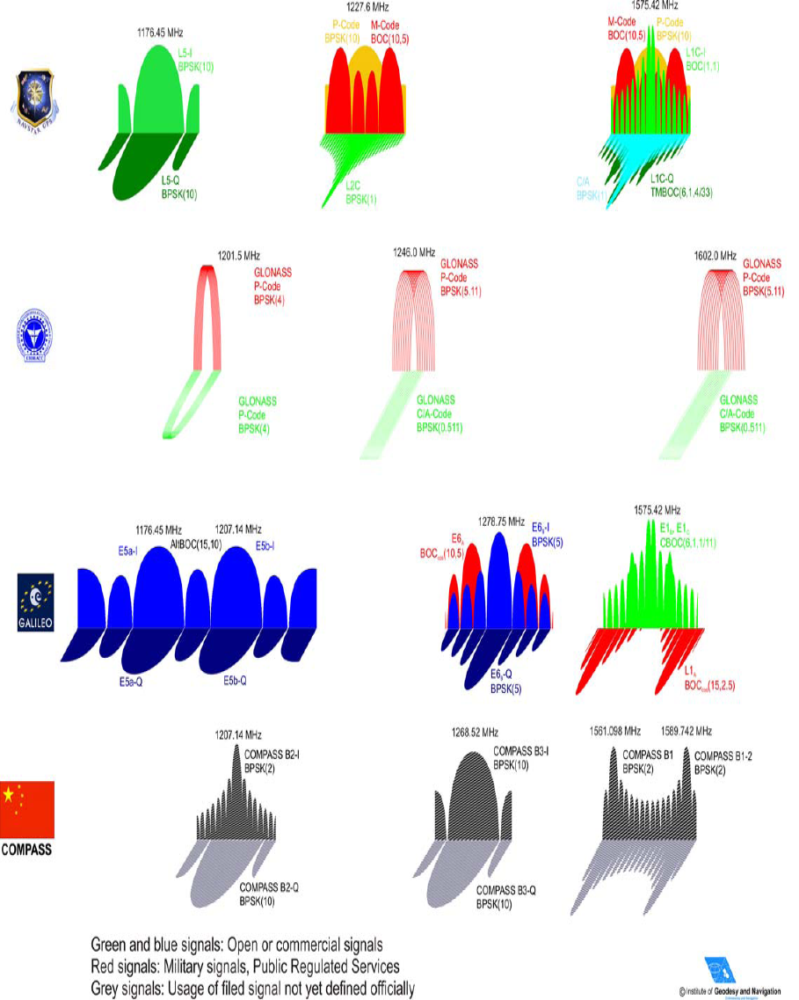 1176.45 MHz
L5-I
BPSK(10)
L5-Q
BPSK(10)
1227.6 MHz
P-Code
BPSK(10)
M-Code
BOC(10,5)
L2C
BPSK(1)
1575.42 MHz
M-Code
BOC(10,5)
P-Code
BPSK(10)
L1C-I
BOC(1,1)
C/A
BPSK(1)
L1C-Q
TMBOC(6,1,4/33)
NAVSTAR GPS
1201.5 MHz
GLONASS
P-Code
BPSK(4)
GLONASS
P-Code
BPSK(4)
1246.0 MHz
GLONASS
P-Code
BPSK(5.11)
GLONASS
C/A-Code
BPSK(0.511)
1602.0 MHz
GLONASS
P-Code
BPSK(5.11)
GLONASS
C/A-Code
BPSK(0.511)
GALILEO
1176.45 MHz
1207.14 MHz
AltBOC(15,10)
E5a-I
E5b-I
E5a-Q
E5b-Q
1278.75 MHz
E6A
BOCcos(10,5)
E6B-I
BPSK(5)
E6B-Q
BPSK(5)
1575.42 MHz
E1B, E1C
CBOC(6,1,1/11)
L1A
BOCcos(15,2.5)
COMPASS
1207.14 MHz
COMPASS B2-I
BPSK(2)
COMPASS B2-Q
BPSK(10)
1268.52 MHz
COMPASS B3-I
BPSK(10)
COMPASS B3-Q
BPSK(10)
1561.098 MHz
1589.742 MHz
COMPASS B1
BPSK(2)
COMPASS B1-2
BPSK(2)
Green and blue signals: Open or commercial signals
Red signals: Military signals, Public Regulated Services
Grey signals: Usage of filed signal not yet defined officially
© Institute of Geodesy and Navigation